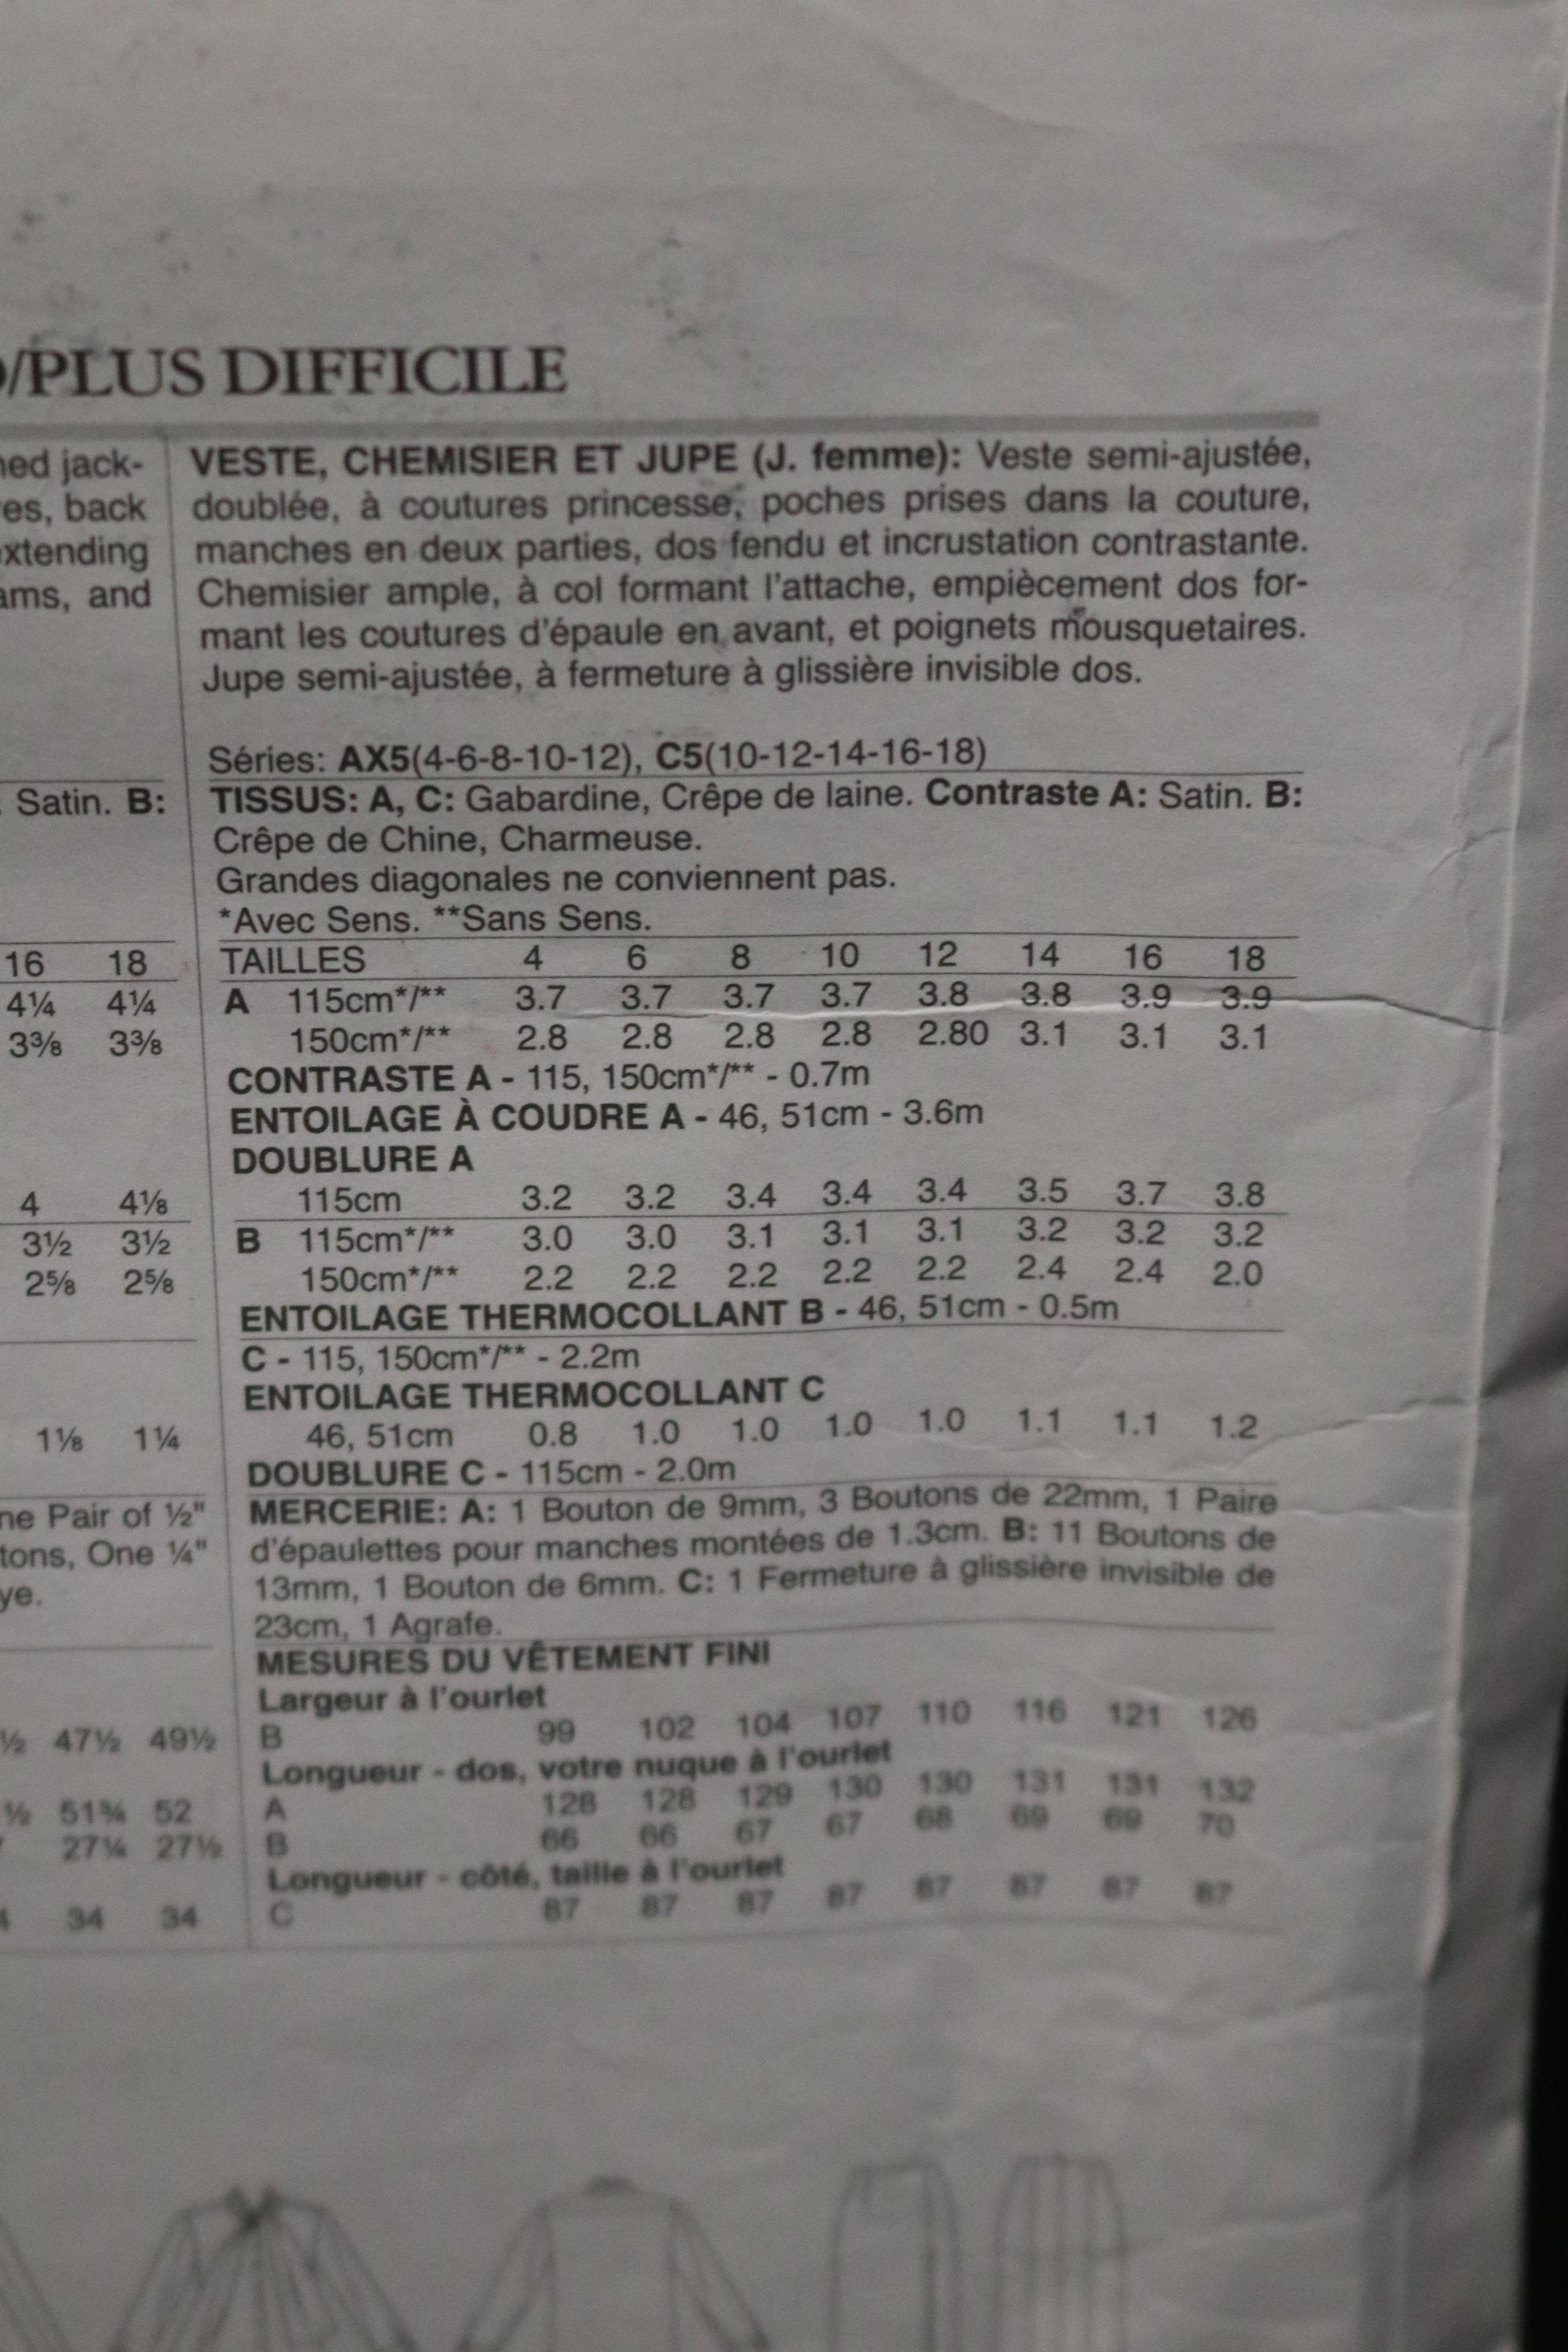 /PLUS DIFFICILE
jack-
back
Satin. B:
16 18
4¼ 4¼
3⅜ 3⅜
4 4⅛
3½ 3½
2⅝ 2⅝
1⅛ 1¼
Pair of ½"
One ¼"
½ 47½ 49½
½ 51¾ 52
27¼ 27½
34 34
VESTE, CHEMISIER ET JUPE (J. femme): Veste semi-ajustée,
doublée, à coutures princesse, poches prises dans la couture,
manches en deux parties, dos fendu et incrustation contrastante.
Chemisier ample, à col formant l'attache, empiècement dos for-
mant les coutures d'épaule en avant, et poignets mousquetaires.
Jupe semi-ajustée, à fermeture à glissière invisible dos.
Séries: AX5(4-6-8-10-12), C5(10-12-14-16-18)
TISSUS: A, C: Gabardine, Crêpe de laine. Contraste A: Satin. B:
Crêpe de Chine, Charmeuse.
Grandes diagonales ne conviennent pas.
*Avec Sens. **Sans Sens.
TAILLES 4 6 8 10 12 14 16 18
A 115cm*/** 3.7 3.7 3.7 3.7 3.8 3.8 3.9 3.9
150cm*/** 2.8 2.8 2.8 2.8 2.80 3.1 3.1 3.1
CONTRASTE A - 115, 150cm*/** - 0.7m
ENTOILAGE À COUDRE A - 46, 51cm - 3.6m
DOUBLURE A
115cm 3.2 3.2 3.4 3.4 3.4 3.5 3.7 3.8
B 115cm*/** 3.0 3.0 3.1 3.1 3.1 3.2 3.2 3.2
150cm*/** 2.2 2.2 2.2 2.2 2.2 2.4 2.4 2.0
ENTOILAGE THERMOCOLLANT B - 46, 51cm - 0.5m
C - 115, 150cm*/** - 2.2m
ENTOILAGE THERMOCOLLANT C
46, 51cm 0.8 1.0 1.0 1.0 1.0 1.1 1.1 1.2
DOUBLURE C - 115cm - 2.0m
MERCERIE: A: 1 Bouton de 9mm, 3 Boutons de 22mm, 1 Paire
d'épaulettes pour manches montées de 1.3cm. B: 11 Boutons de
13mm, 1 Bouton de 6mm. C: 1 Fermeture à glissière invisible de
23cm, 1 Agrafe.
MESURES DU VÊTEMENT FINI
Largeur à l'ourlet
B 99 102 104 107 110 116 121 126
Longueur - dos, votre nuque à l'ourlet
A 128 128 129 130 130 131 131 132
B 66 66 67 67 68 69 69 70
Longueur - côté, taille à l'ourlet
C 87 87 87 87 87 87 87 87